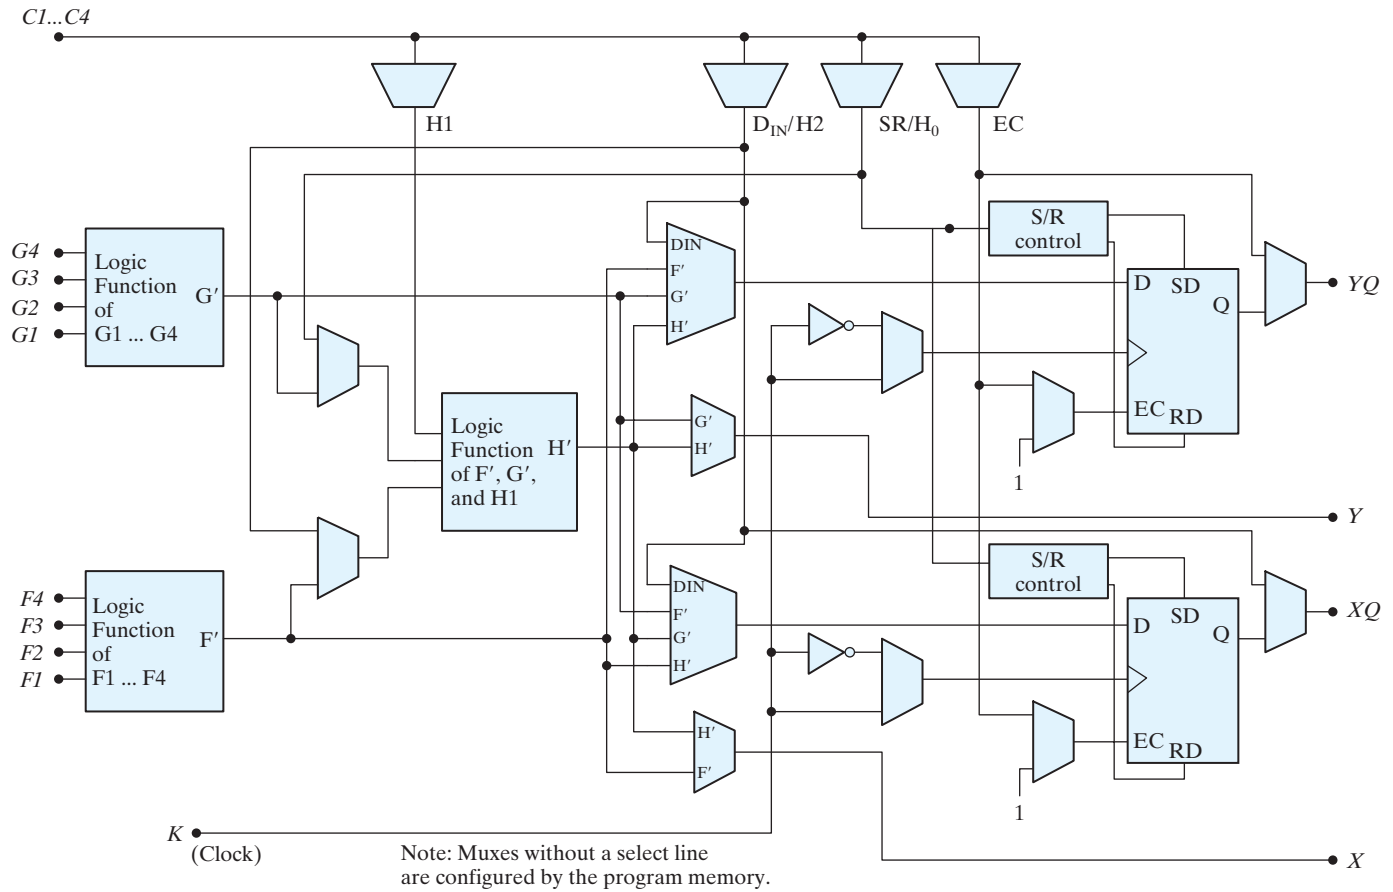 C1...C4
H1
D_IN/H2
SR/H_0
EC
S/R
control
G4
G3
G2
G1
Logic
Function
of
G1 ... G4
G′
DIN
F′
G′
H′
D
SD
Q
EC
RD
YQ
1
Logic
Function
of F′, G′,
and H1
H′
G′
H′
Y
S/R
control
F4
F3
F2
F1
Logic
Function
of
F1 ... F4
F′
DIN
F′
G′
H′
D
SD
Q
EC
RD
XQ
1
H′
F′
K
(Clock)
Note: Muxes without a select line
are configured by the program memory.
X